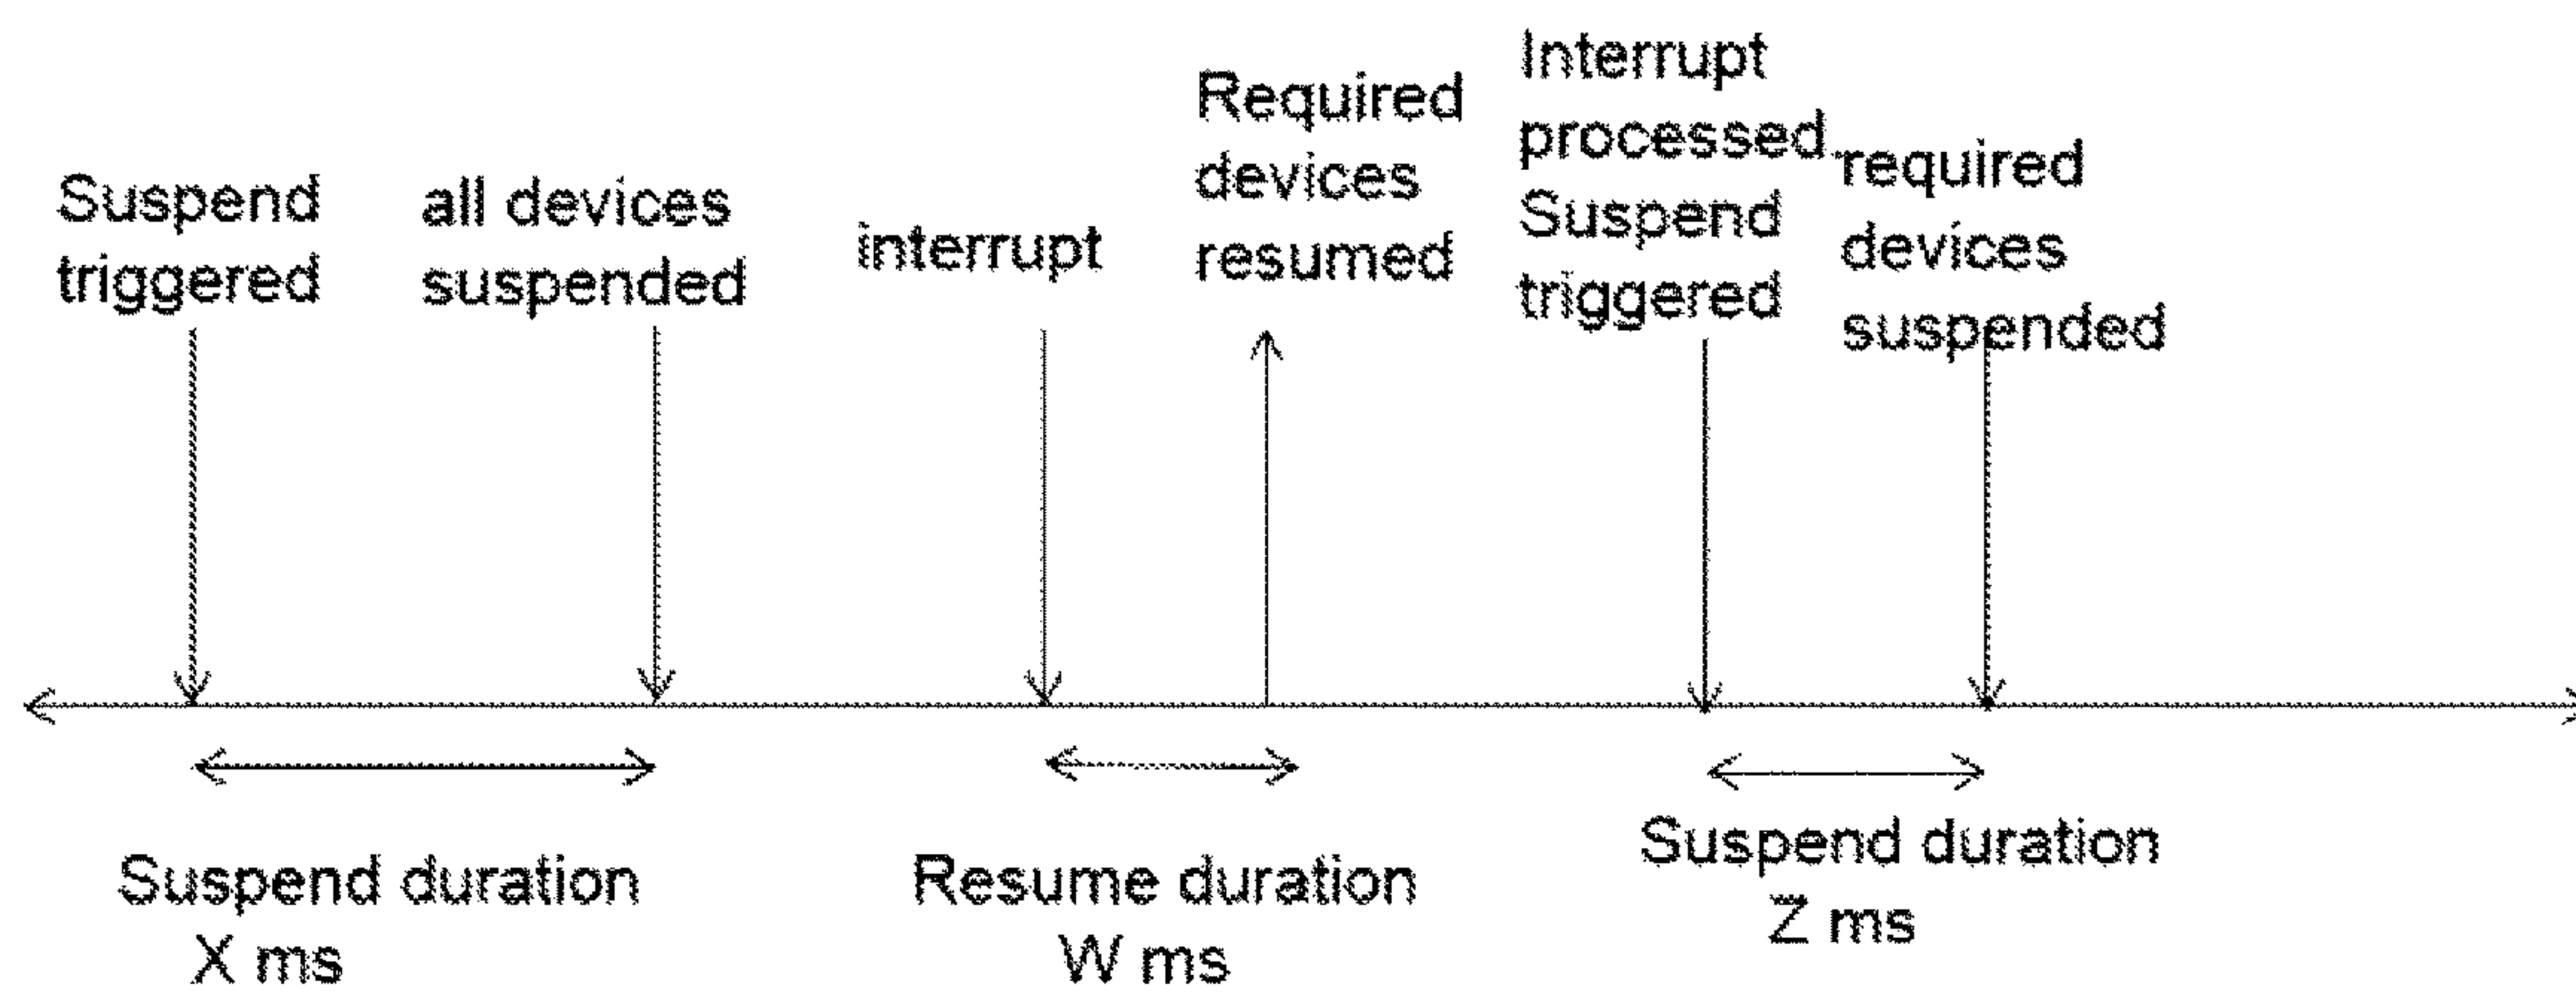 Suspend
triggered
all devices
suspended
interrupt
Required
devices
resumed
Interrupt
processed.
Suspend
triggered
required
devices
suspended
Suspend duration
X ms
Resume duration
W ms
Suspend duration
Z ms